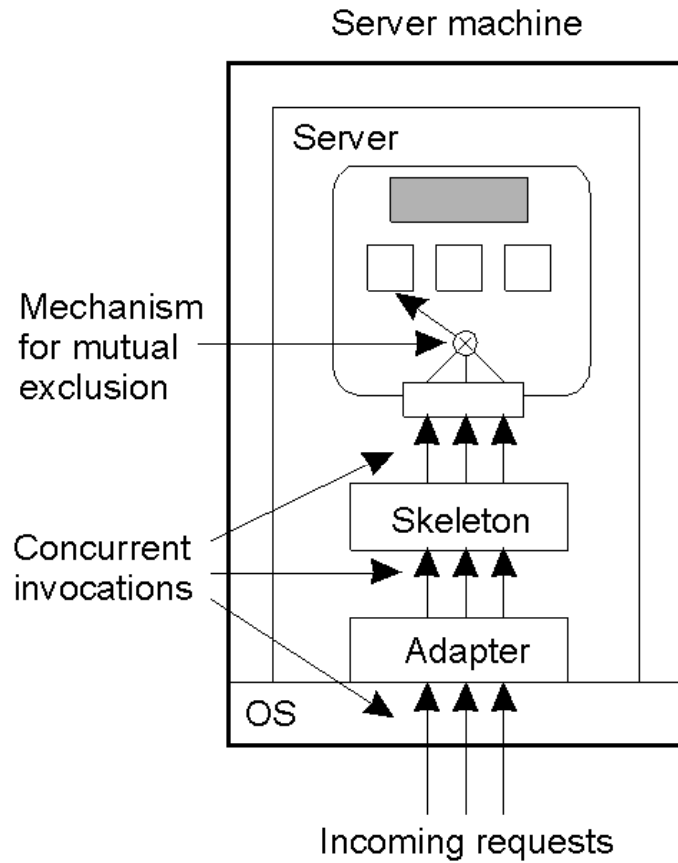 Server machine
Server
Mechanism
for mutual
exclusion
Skeleton
Concurrent
invocations
Adapter
OS
Incoming requests